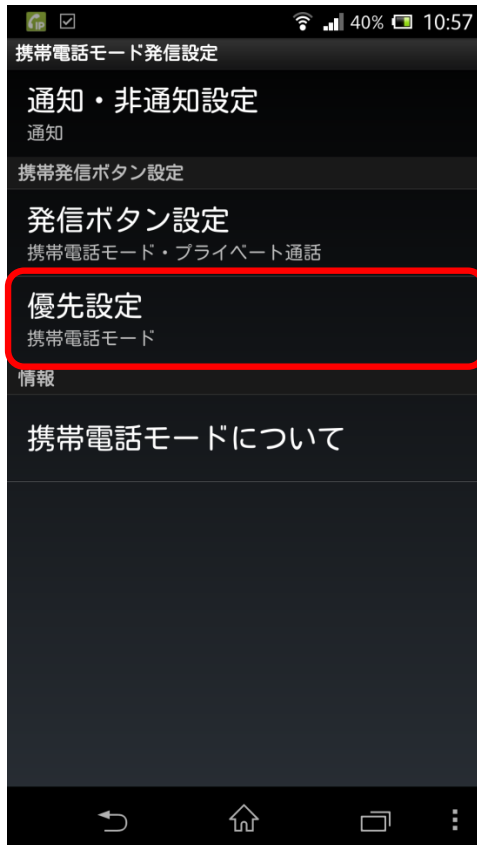 IP
40% 10:57
携帯電話モード発信設定
通知・非通知設定
通知
携帯発信ボタン設定
発信ボタン設定
携帯電話モード・プライベート通話
優先設定
携帯電話モード
情報
携帯電話モードについて